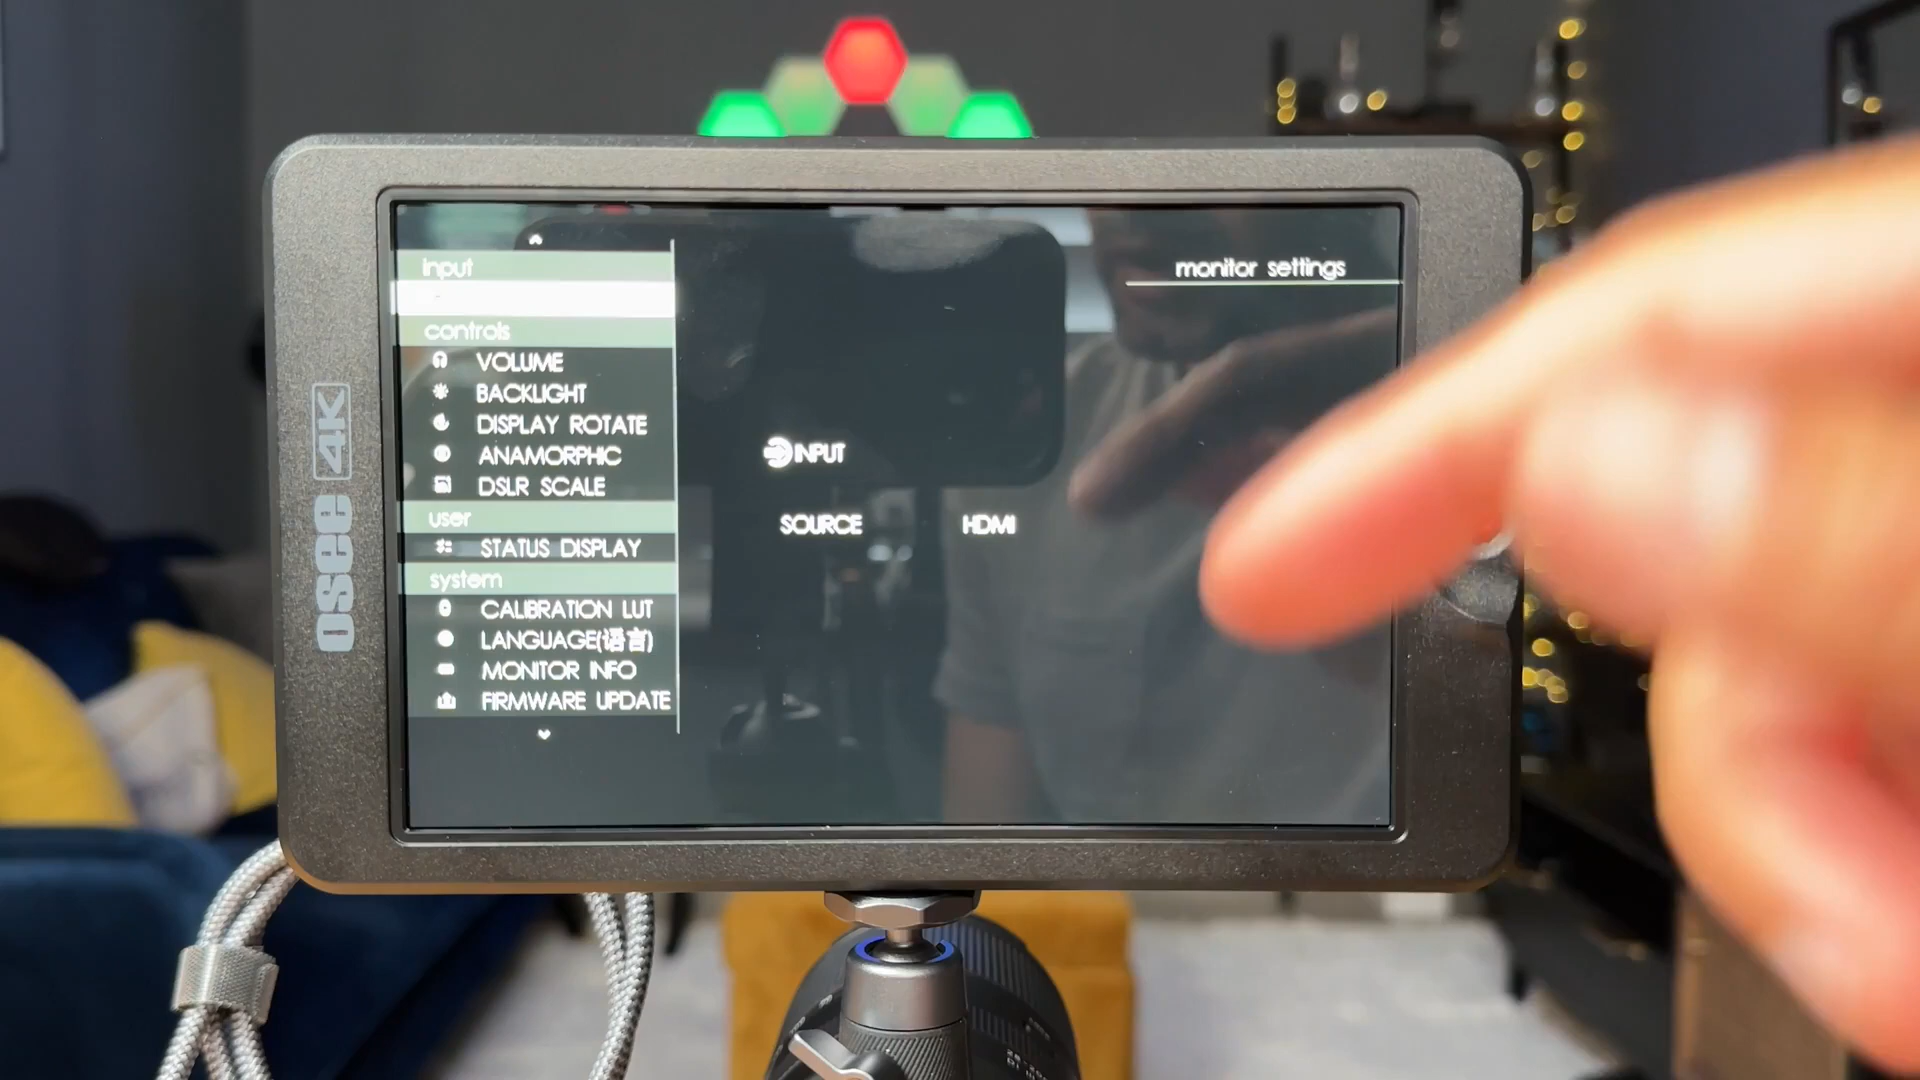 input
monitor settings
controls
VOLUME
BACKLIGHT
DISPLAY ROTATE
ANAMORPHIC
DSLR SCALE
user
STATUS DISPLAY
system
CALIBRATION LUT
LANGUAGE(语言)
MONITOR INFO
FIRMWARE UPDATE
INPUT
SOURCE HDMI
osee 4K